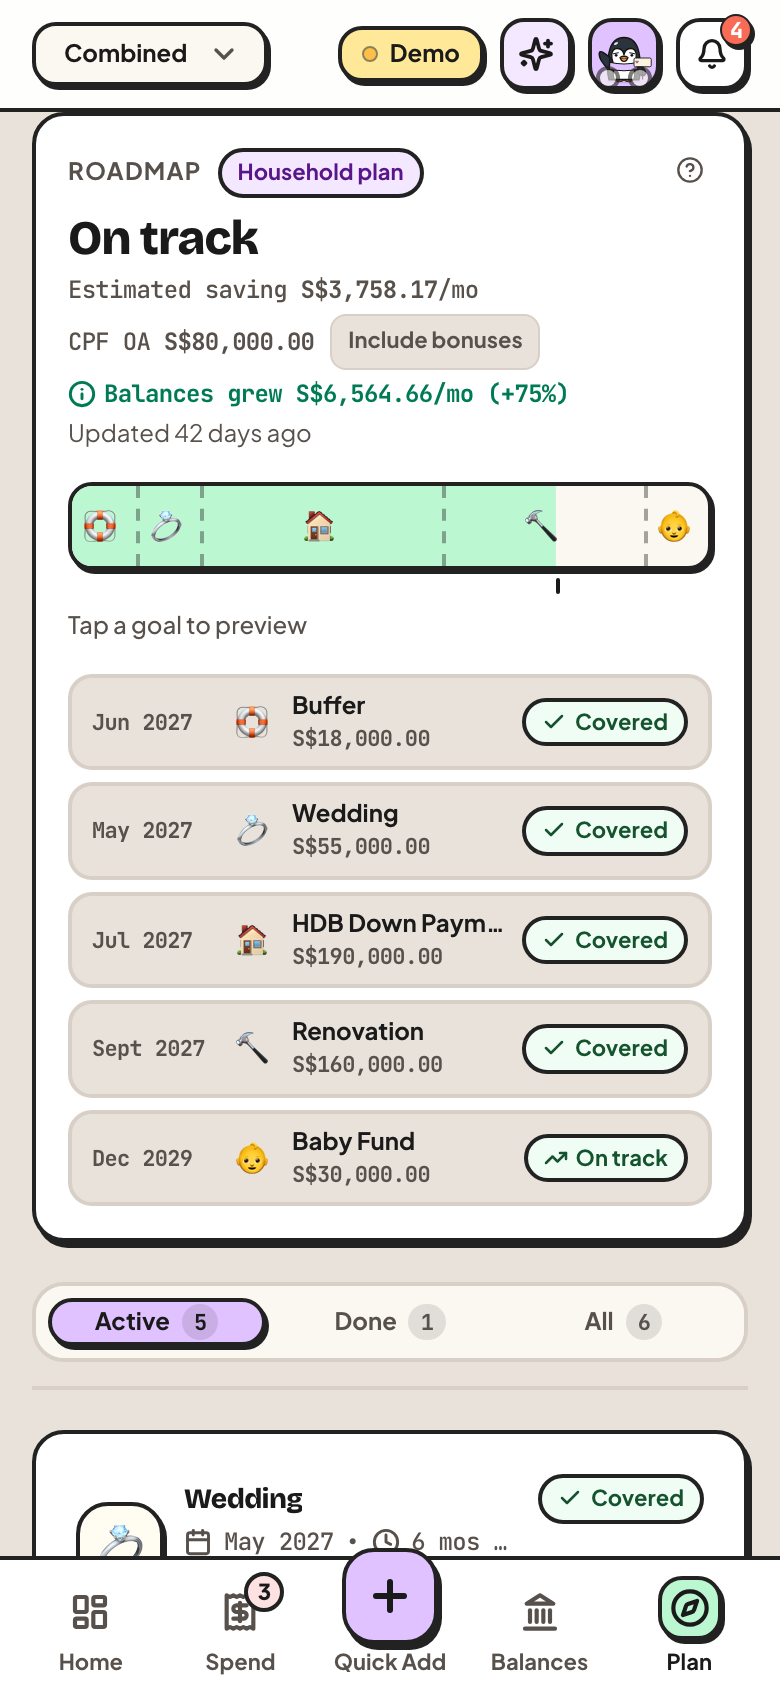 Combined
Demo
4
ROADMAP Household plan
On track
Estimated saving S$3,758.17/mo
CPF OA S$80,000.00 Include bonuses
Balances grew S$6,564.66/mo (+75%)
Updated 42 days ago
Tap a goal to preview
Jun 2027 Buffer Covered
S$18,000.00
May 2027 Wedding Covered
S$55,000.00
Jul 2027 HDB Down Paym… Covered
S$190,000.00
Sept 2027 Renovation Covered
S$160,000.00
Dec 2029 Baby Fund On track
S$30,000.00
Active 5 Done 1 All 6
Wedding Covered
May 2027 • 6 mos …
3
Home Spend Quick Add Balances Plan